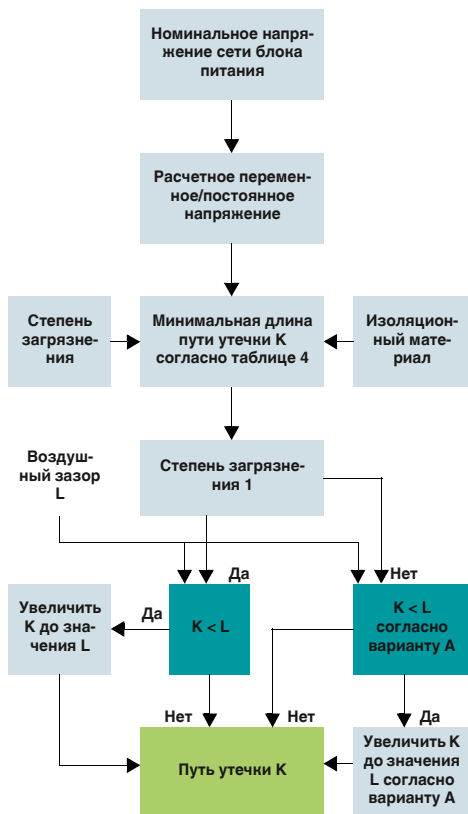 Номинальное напря-
жение сети блока
питания
Расчетное перемен-
ное/постоянное
напряжение
Степень
загрязне-
ния
Минимальная длина
пути утечки K
согласно таблице 4
Изоляцион-
ный мате-
риал
Воздуш-
ный зазор
L
Степень загрязне-
ния 1
Да
Нет
Увеличить
K до зна-
чения L
Да
K < L
K < L
согласно
варианту A
Нет
Нет
Да
Путь утечки K
Увеличить K
до значения
L согласно
варианту A